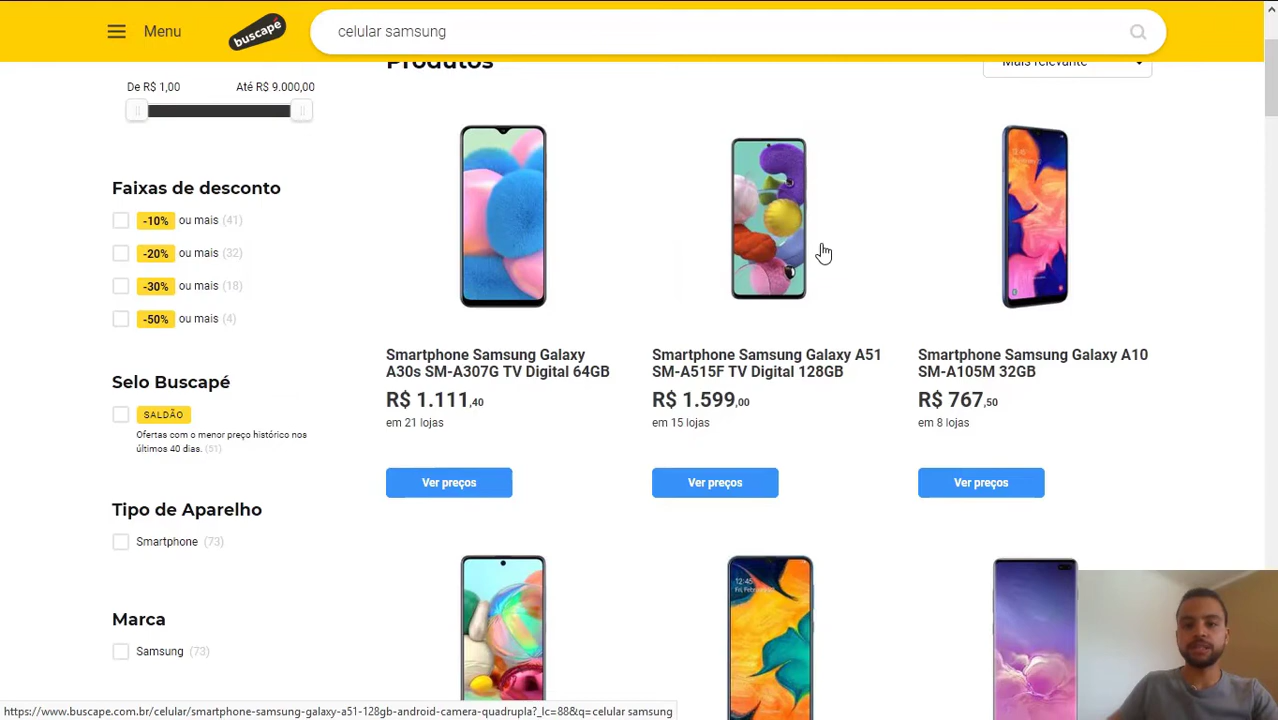 Menu
buscapé
celular samsung
Produtos
Mais relevante
De R$ 1,00
Até R$ 9.000,00
Faixas de desconto
-10% ou mais (41)
-20% ou mais (32)
-30% ou mais (18)
-50% ou mais (4)
Selo Buscapé
SALDÃO
Ofertas com o menor preço histórico nos
últimos 40 dias. (51)
Tipo de Aparelho
Smartphone (73)
Marca
Samsung (73)
Smartphone Samsung Galaxy
A30s SM-A307G TV Digital 64GB
R$ 1.111,40
em 21 lojas
Ver preços
Smartphone Samsung Galaxy A51
SM-A515F TV Digital 128GB
R$ 1.599,00
em 15 lojas
Ver preços
Smartphone Samsung Galaxy A10
SM-A105M 32GB
R$ 767,50
em 8 lojas
Ver preços
https://www.buscape.com.br/celular/smartphone-samsung-galaxy-a51-128gb-android-camera-quadrupla?_lc=88&q=celular samsung